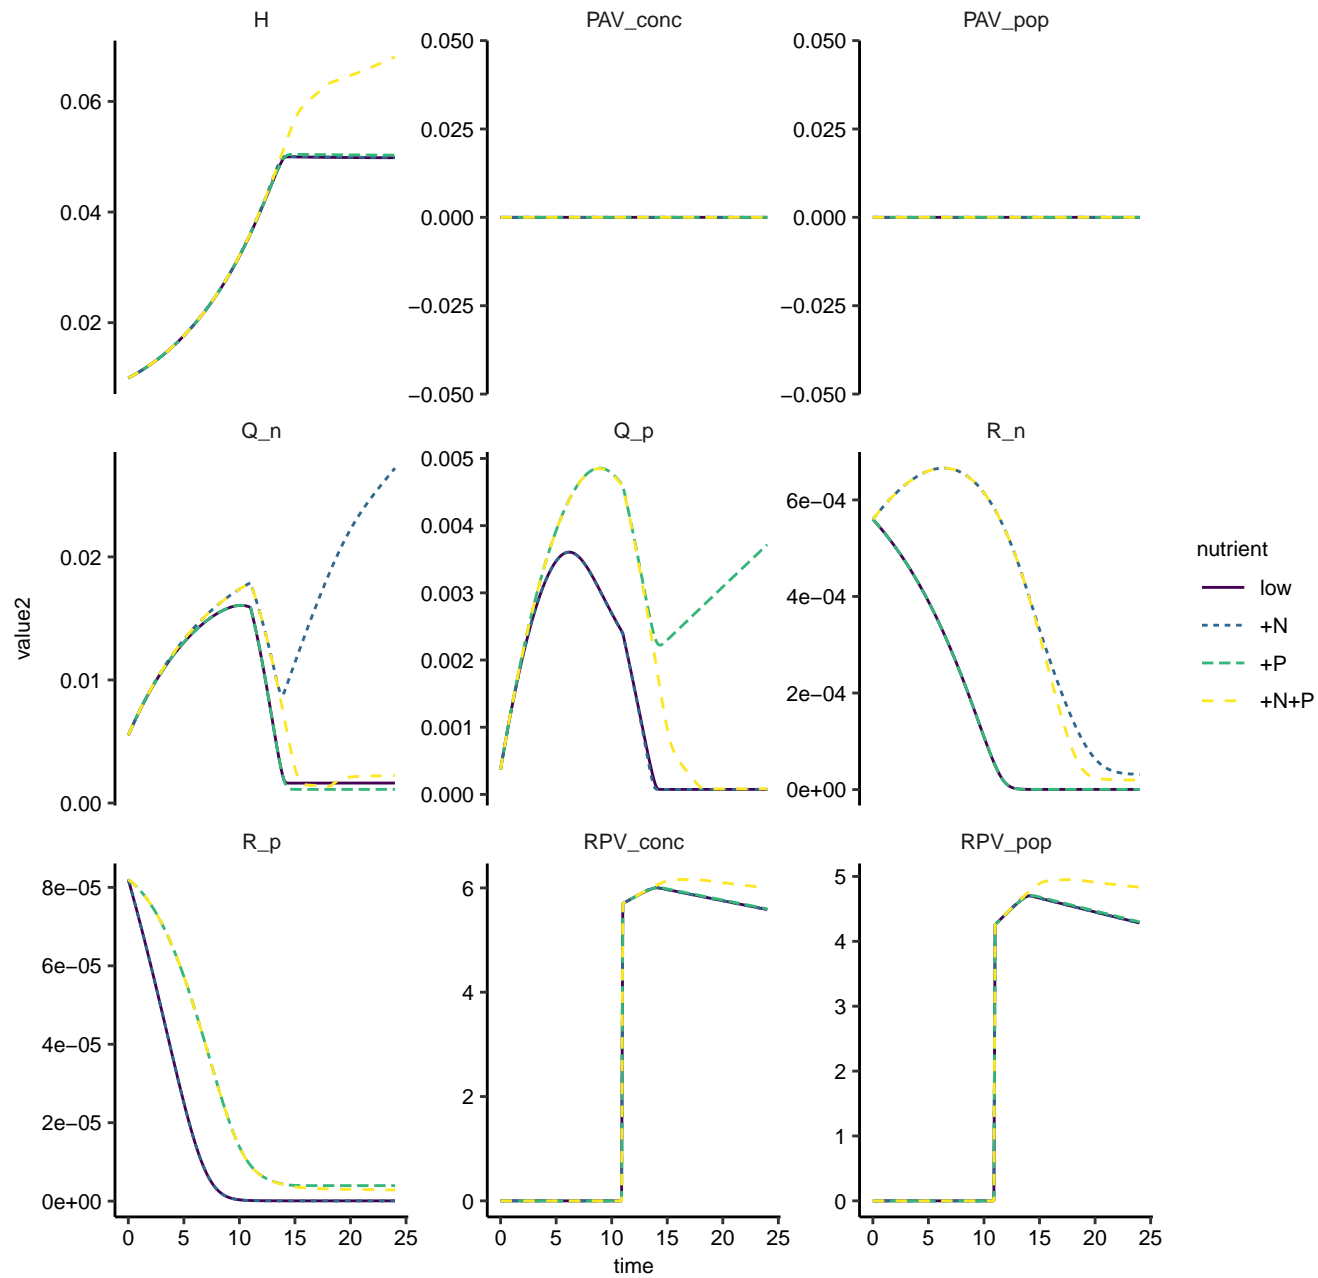 H
PAV_conc
PAV_pop
0.06
0.04
0.02
0.050
0.025
0.000
−0.025
−0.050
0.050
0.025
0.000
−0.025
−0.050
Q_n
Q_p
R_n
0.02
0.01
0.00
0.005
0.004
0.003
0.002
0.001
0.000
6e−04
4e−04
2e−04
0e+00
R_p
RPV_conc
RPV_pop
8e−05
6e−05
4e−05
2e−05
0e+00
6
4
2
0
5
4
3
2
1
0
0 5 10 15 20 25
0 5 10 15 20 25
0 5 10 15 20 25
time
value2
nutrient
low
+N
+P
+N+P